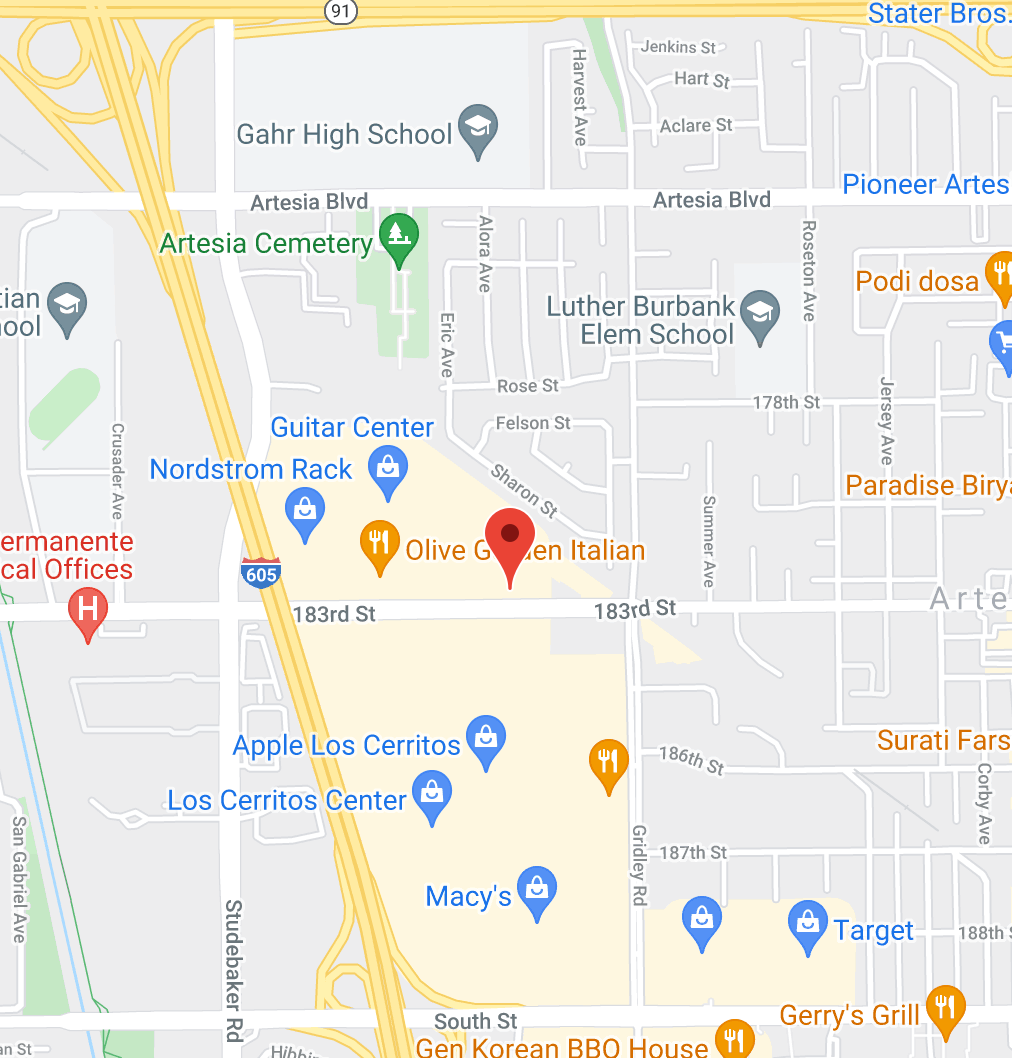 91
Stater Bros.
Jenkins St
Harvest Ave
Hart St
Aclare St
Gahr High School
Pioneer Artes
Artesia Blvd
Artesia Blvd
Artesia Cemetery
Alora Ave
Roseton Ave
Podi dosa
tian
ool
Luther Burbank
Elem School
Eric Ave
Rose St
178th St
Jersey Ave
Guitar Center
Felson St
Crusader Ave
Nordstrom Rack
Sharon St
Paradise Birya
Summer Ave
ermanente
cal Offices
Olive G en Italian
605
H
183rd St
183rd St
Arte
Apple Los Cerritos
186th St
Surati Fars
Los Cerritos Center
Corby Ave
San Gabriel Ave
Gridley Rd
187th St
Macy's
Target
188th S
Studebaker Rd
South St
Gerry's Grill
an St
Hibbin
Gen Korean BBQ House